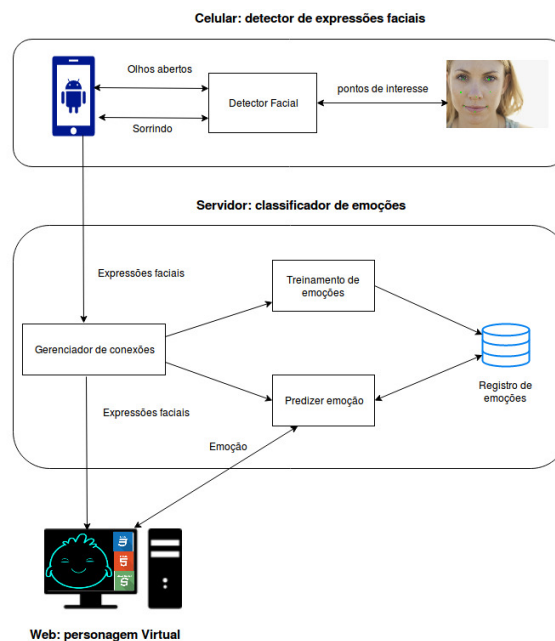 Celular: detector de expressões faciais
Olhos abertos
Detector Facial
pontos de interesse
Sorrindo
Servidor: classificador de emoções
Expressões faciais
Treinamento de
emoções
Gerenciador de conexões
Registro de
emoções
Predizer emoção
Expressões faciais
Emoção
Web: personagem Virtual